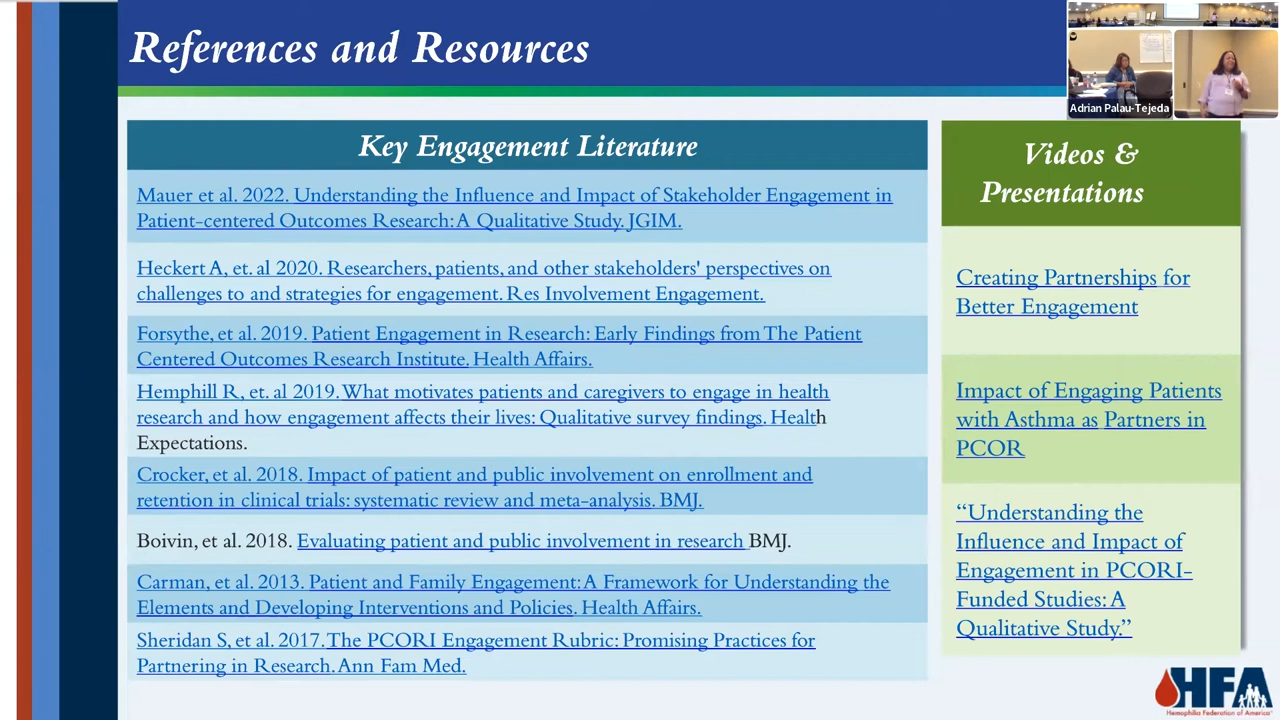 References and Resources
Adrian Palau-Tejeda
Key Engagement Literature
Mauer et al. 2022. Understanding the Influence and Impact of Stakeholder Engagement in
Patient-centered Outcomes Research: A Qualitative Study. JGIM.
Heckert A, et. al 2020. Researchers, patients, and other stakeholders' perspectives on
challenges to and strategies for engagement. Res Involvement Engagement.
Forsythe, et al. 2019. Patient Engagement in Research: Early Findings from The Patient
Centered Outcomes Research Institute. Health Affairs.
Hemphill R, et. al 2019. What motivates patients and caregivers to engage in health
research and how engagement affects their lives: Qualitative survey findings. Health
Expectations.
Crocker, et al. 2018. Impact of patient and public involvement on enrollment and
retention in clinical trials: systematic review and meta-analysis. BMJ.
Boivin, et al. 2018. Evaluating patient and public involvement in research BMJ.
Carman, et al. 2013. Patient and Family Engagement: A Framework for Understanding the
Elements and Developing Interventions and Policies. Health Affairs.
Sheridan S, et al. 2017. The PCORI Engagement Rubric: Promising Practices for
Partnering in Research. Ann Fam Med.
Videos &
Presentations
Creating Partnerships for
Better Engagement
Impact of Engaging Patients
with Asthma as Partners in
PCOR
“Understanding the
Influence and Impact of
Engagement in PCORI-
Funded Studies: A
Qualitative Study.”
HFA
Hemophilia Federation of America